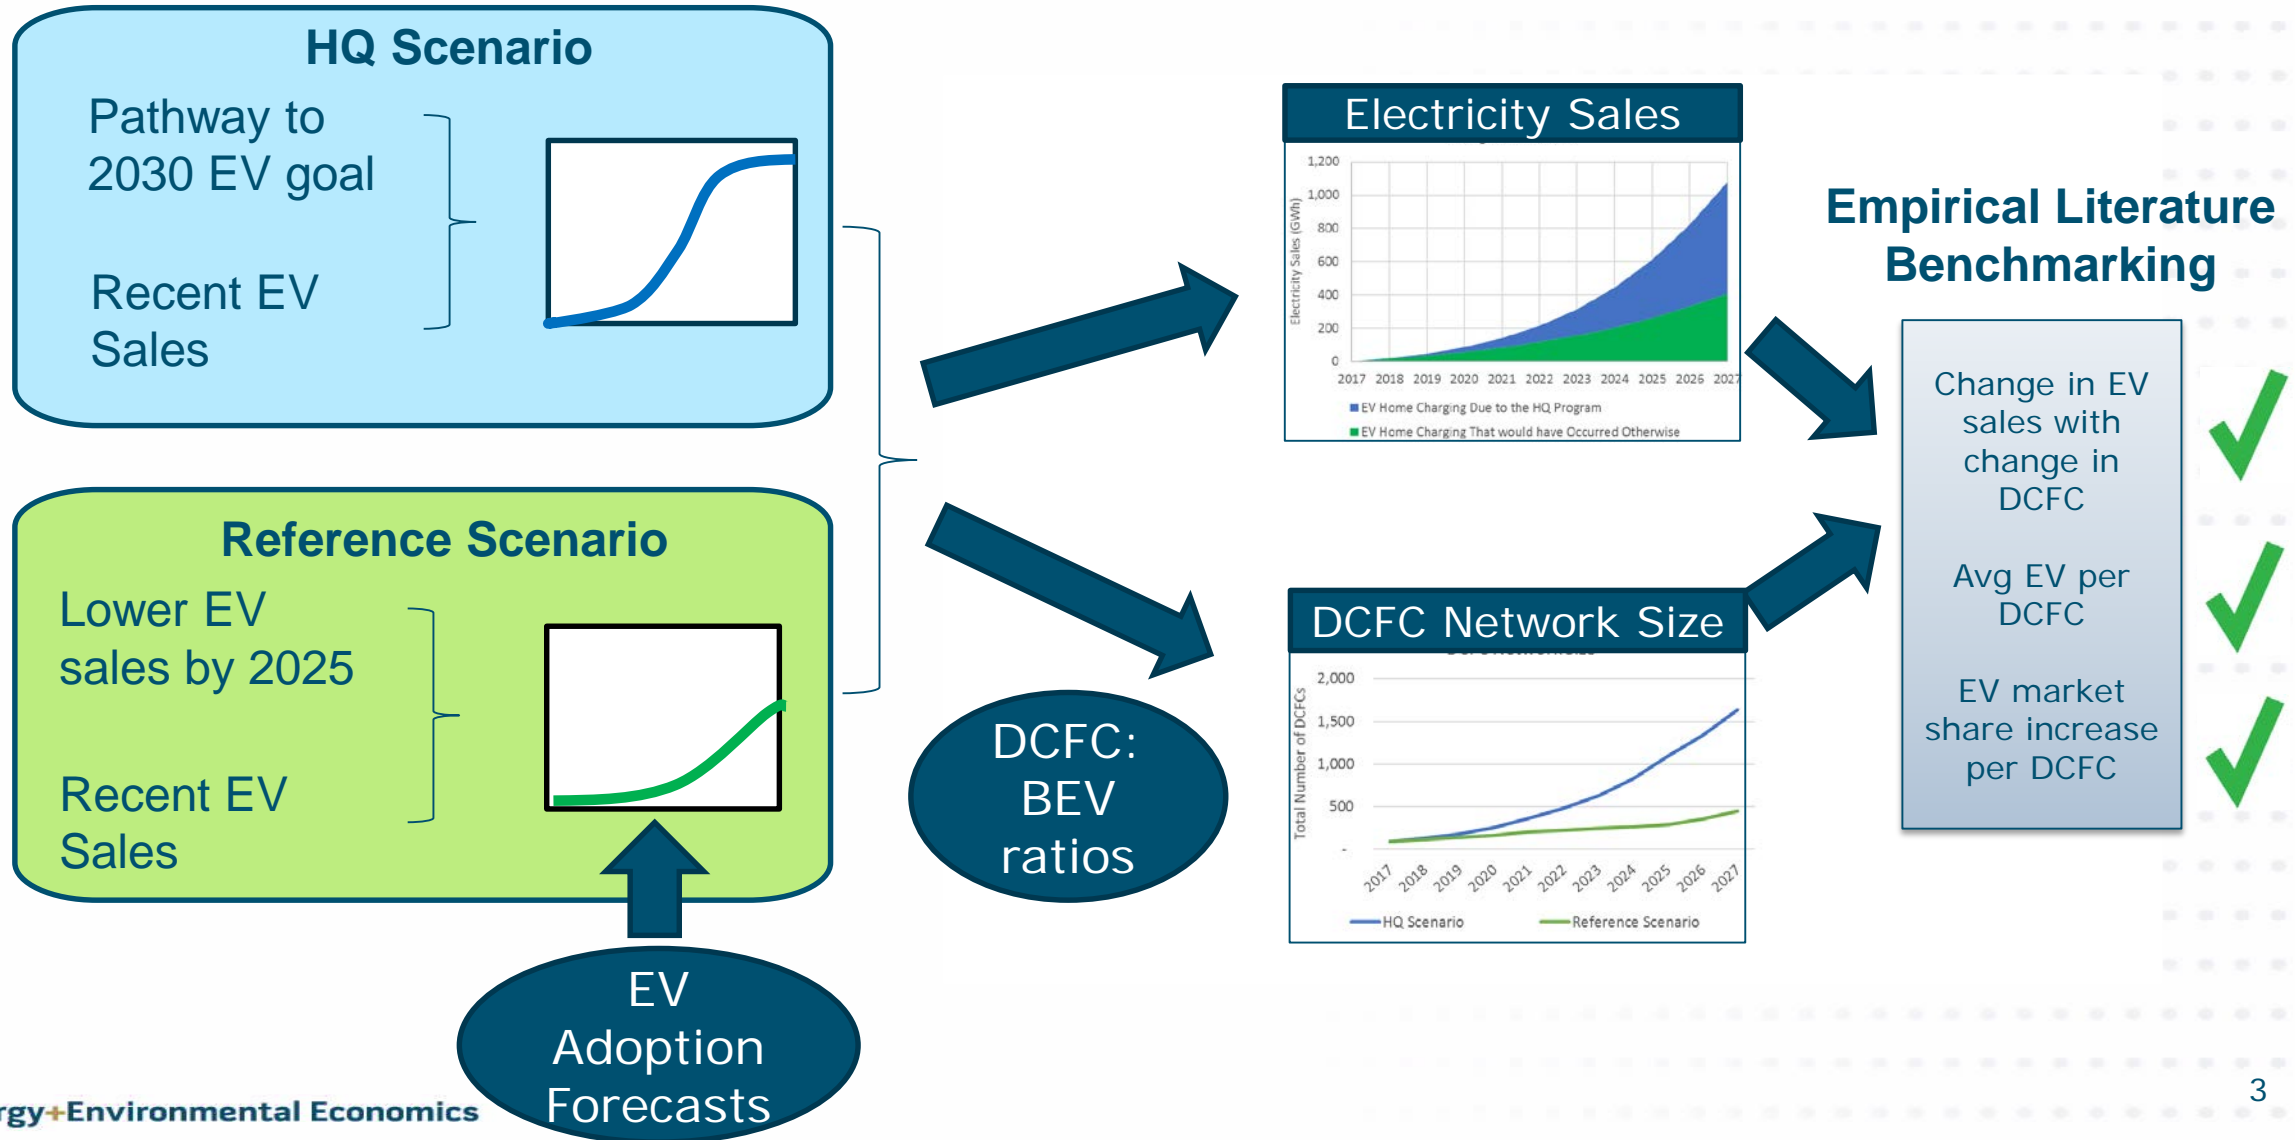 HQ Scenario
Pathway to
2030 EV goal
Recent EV
Sales
Reference Scenario
Lower EV
sales by 2025
Recent EV
Sales
EV
Adoption
Forecasts
DCFC:
BEV
ratios
Electricity Sales
Electricity Sales (GWh)
1,200
1,000
800
600
400
200
0
2017 2018 2019 2020 2021 2022 2023 2024 2025 2026 2027
EV Home Charging Due to the HQ Program
EV Home Charging That would have Occurred Otherwise
DCFC Network Size
Total Number of DCFCs
2,000
1,500
1,000
500
-
2017 2018 2019 2020 2021 2022 2023 2024 2025 2026 2027
HQ Scenario Reference Scenario
Empirical Literature
Benchmarking
Change in EV
sales with
change in
DCFC
Avg EV per
DCFC
EV market
share increase
per DCFC
rgy+Environmental Economics
3